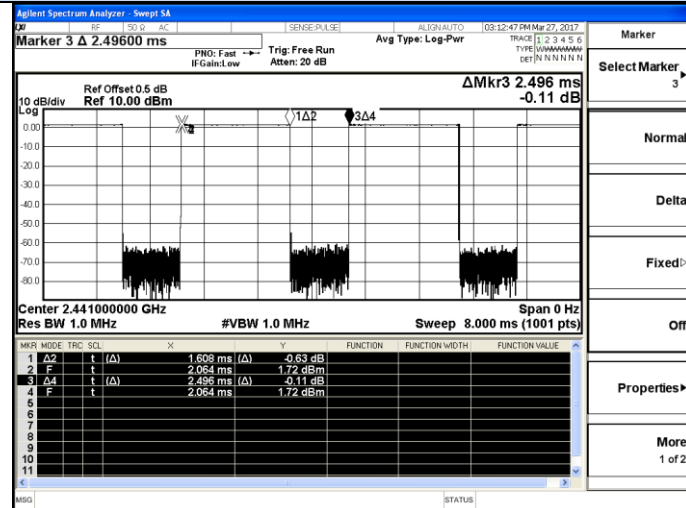 Agilent Spectrum Analyzer - Swept SA
LXI RF 50 Ω AC SENSE:PULSE ALIGN AUTO 03:12:47 PM Mar 27, 2017
Marker 3 Δ 2.49600 ms
PNO: Fast
IFGain:Low
Trig: Free Run
Atten: 20 dB
Avg Type: Log-Pwr
TRACE 1 2 3 4 5 6
TYPE WWWWWW
DET N N N N N N
Ref Offset 0.5 dB
Ref 10.00 dBm
10 dB/div
Log
ΔMkr3 2.496 ms
-0.11 dB
1Δ2
3Δ4
0.00
-10.0
-20.0
-30.0
-40.0
-50.0
-60.0
-70.0
-80.0
Center 2.441000000 GHz
Span 0 Hz
Res BW 1.0 MHz
#VBW 1.0 MHz
Sweep 8.000 ms (1001 pts)
MKR MODE TRC SCL X Y FUNCTION FUNCTION WIDTH FUNCTION VALUE
1 Δ2 t (Δ) 1.608 ms (Δ) -0.63 dB
2 F t 2.064 ms 1.72 dBm
3 Δ4 t (Δ) 2.496 ms (Δ) -0.11 dB
4 F t 2.064 ms 1.72 dBm
5
6
7
8
9
10
11
MSG
STATUS
Marker
Select Marker
3
Normal
Delta
Fixed
Off
Properties
More
1 of 2